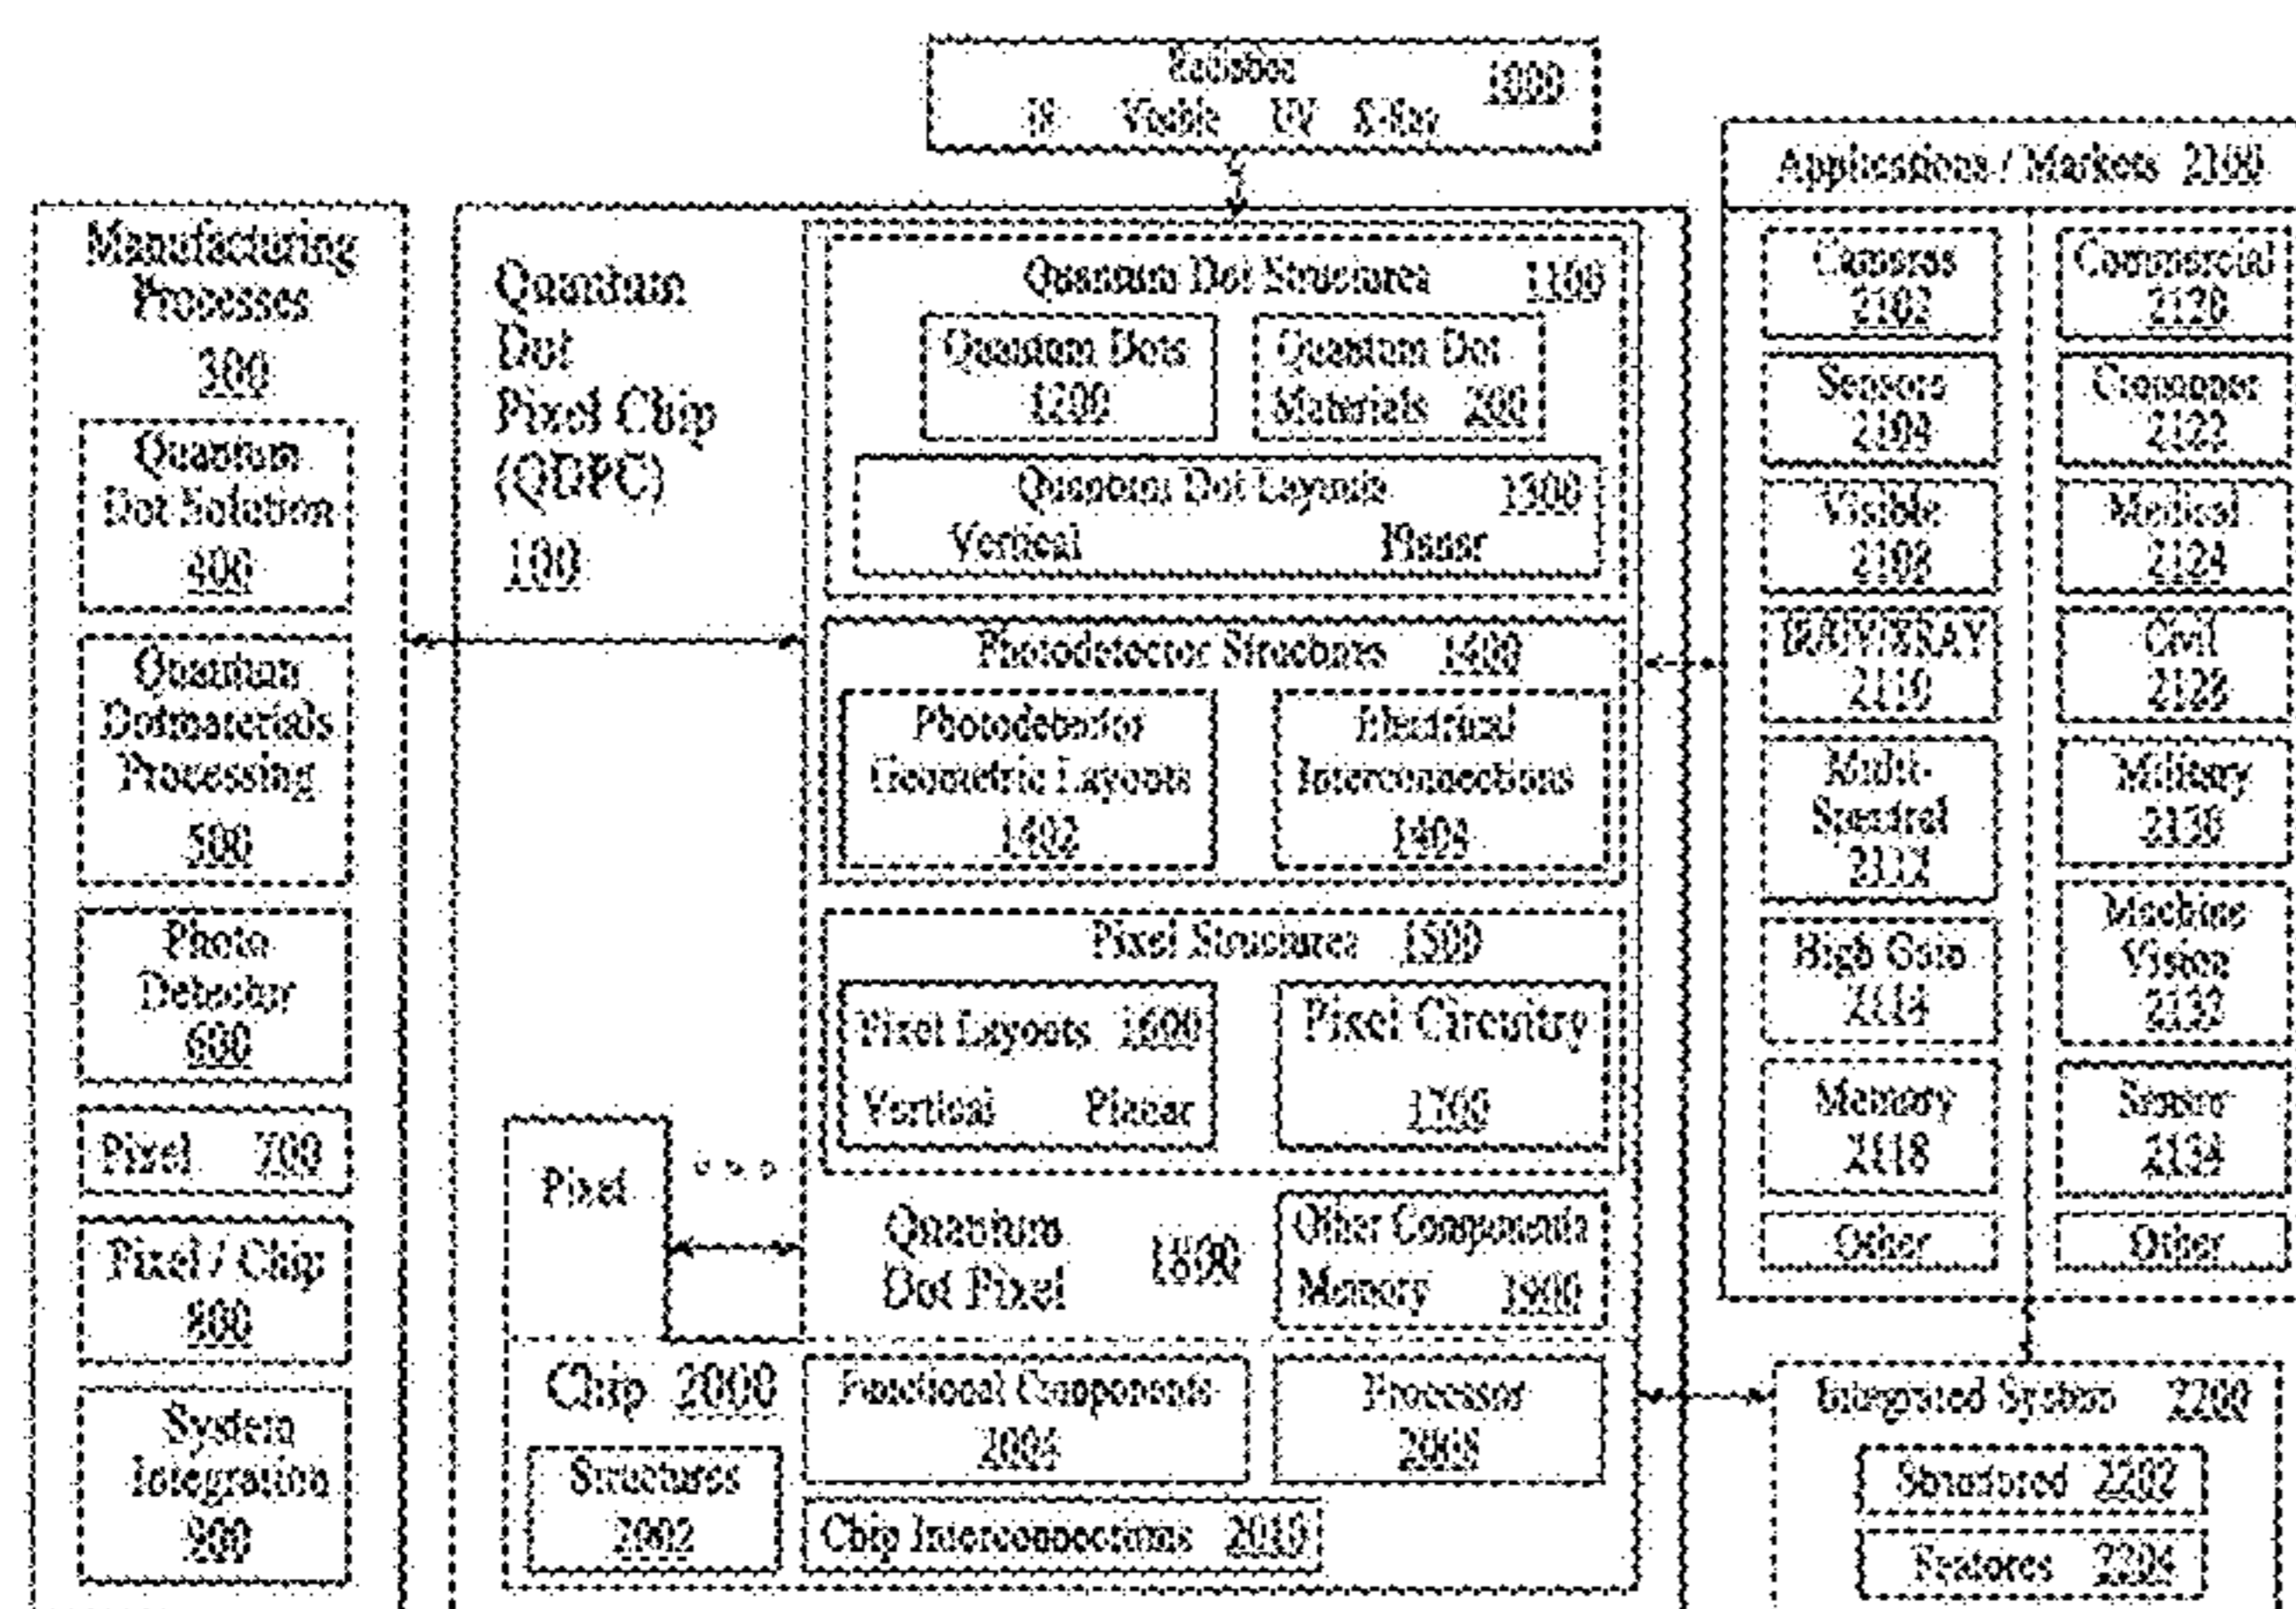 Radiation 1000
IR Visible UV X-Ray
Manufacturing
Processes
300
Quantum
Dot Solution
400
Quantum
Dotmaterials
Processing
500
Photo
Detector
600
Pixel 700
Pixel / Chip
800
System
Integration
900
Quantum
Dot
Pixel Chip
(QDPC)
100
Quantum Dot Structures 1100
Quantum Dots
1200
Quantum Dot
Materials 200
Quantum Dot Layouts 1300
Vertical Planar
Photodetector Structures 1400
Photodetector
Geometric Layouts
1402
Electrical
Interconnections
1404
Pixel Structures 1500
Pixel Layouts 1600
Vertical Planar
Pixel Circuitry
1700
Pixel
Quantum
Dot Pixel 1800
Other Components
Memory 1900
Chip 2000
Functional Components
2004
Processor
2008
Structures
2002
Chip Interconnections 2010
Applications / Markets 2100
Cameras
2102
Sensors
2104
Visible
2108
IR/UV/XRAY
2110
Multi-
Spectral
2112
High Gain
2114
Memory
2118
Other
Commercial
2120
Consumer
2122
Medical
2124
Civil
2128
Military
2130
Machine
Vision
2132
Sensor
2134
Other
Integrated System 2200
Structured 2202
Features 2204